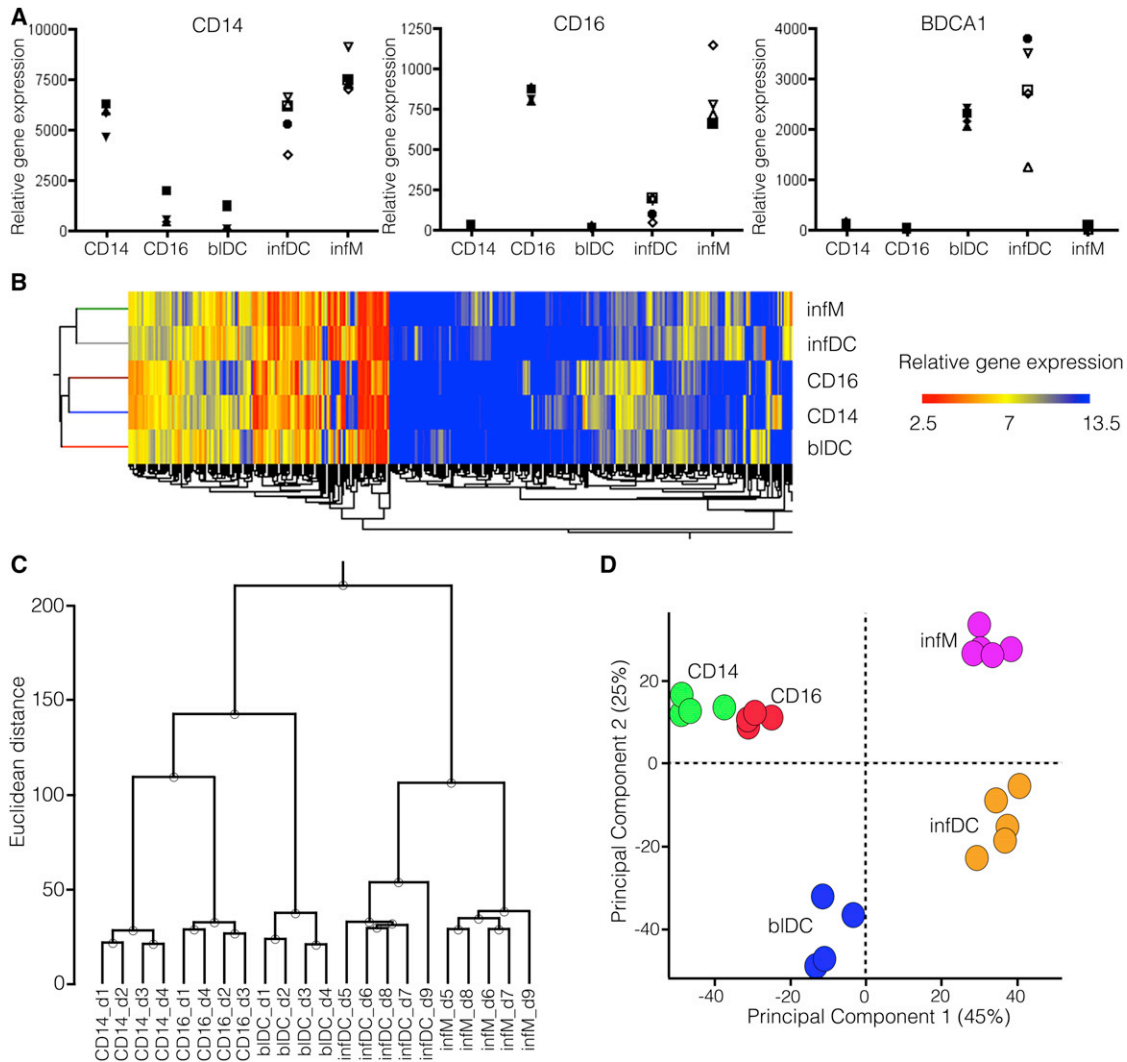 A
CD14
CD16
BDCA1
Relative gene expression
10000
7500
5000
2500
0
CD14 CD16 blDC infDC infM
Relative gene expression
1250
1000
750
500
250
0
CD14 CD16 blDC infDC infM
Relative gene expression
4000
3000
2000
1000
0
CD14 CD16 blDC infDC infM
B
infM
infDC
CD16
CD14
blDC
Relative gene expression
2.5 7 13.5
C
Euclidean distance
200
150
100
50
0
CD14_d1
CD14_d2
CD14_d3
CD14_d4
CD16_d1
CD16_d4
CD16_d2
CD16_d3
blDC_d1
blDC_d2
blDC_d3
blDC_d4
infDC_d5
infDC_d6
infDC_d8
infDC_d7
infDC_d9
infM_d5
infM_d8
infM_d6
infM_d7
infM_d9
D
Principal Component 2 (25%)
20
0
-20
-40
infM
CD14
CD16
infDC
blDC
-40 -20 0 20 40
Principal Component 1 (45%)